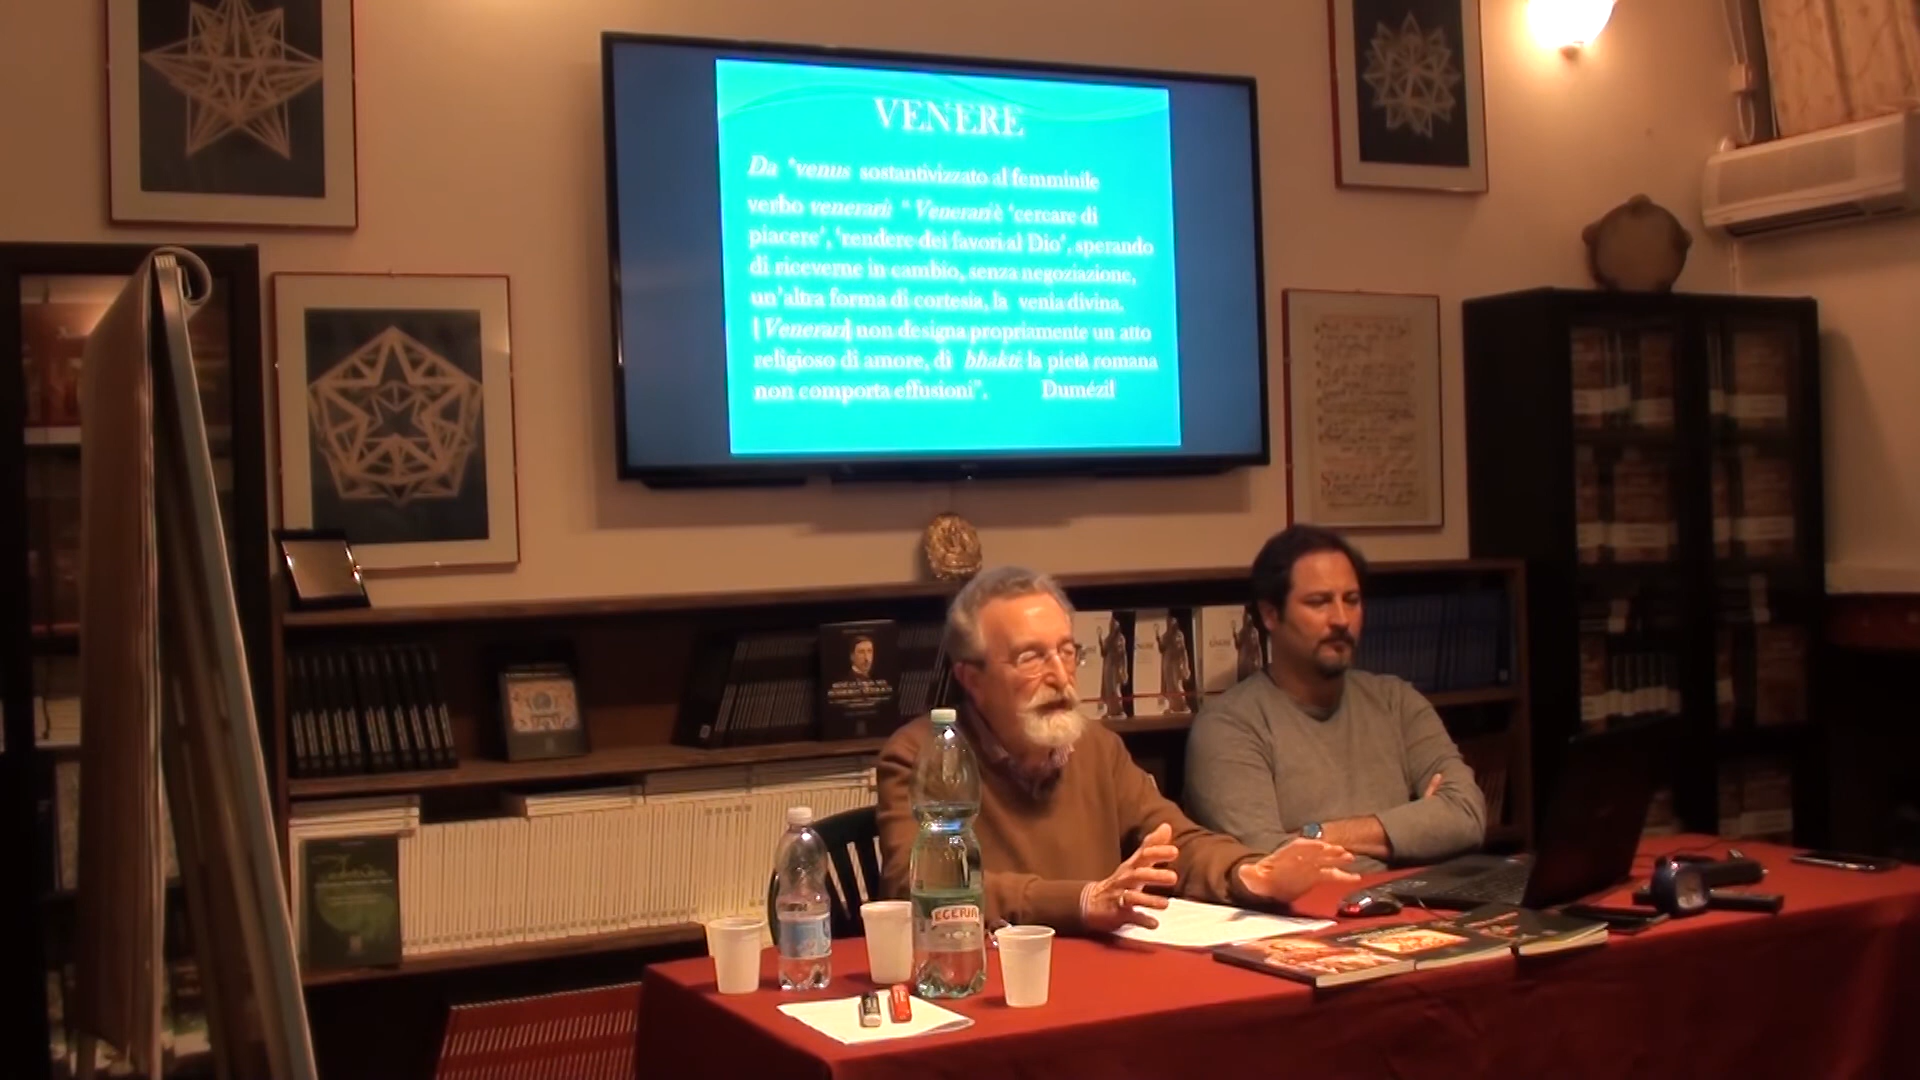 VENERE
Da 'venus sostantivizzato al femminile
verbo venerari: " Venerari è 'cercare di
piacere', 'rendere dei favori al Dio', sperando
di riceverne in cambio, senza negoziazione,
un'altra forma di cortesia, la venia divina.
[Venerari] non designa propriamente un atto
religioso di amore, di bhakti: la pietà romana
non comporta effusioni".
Dumézil
EGERIA